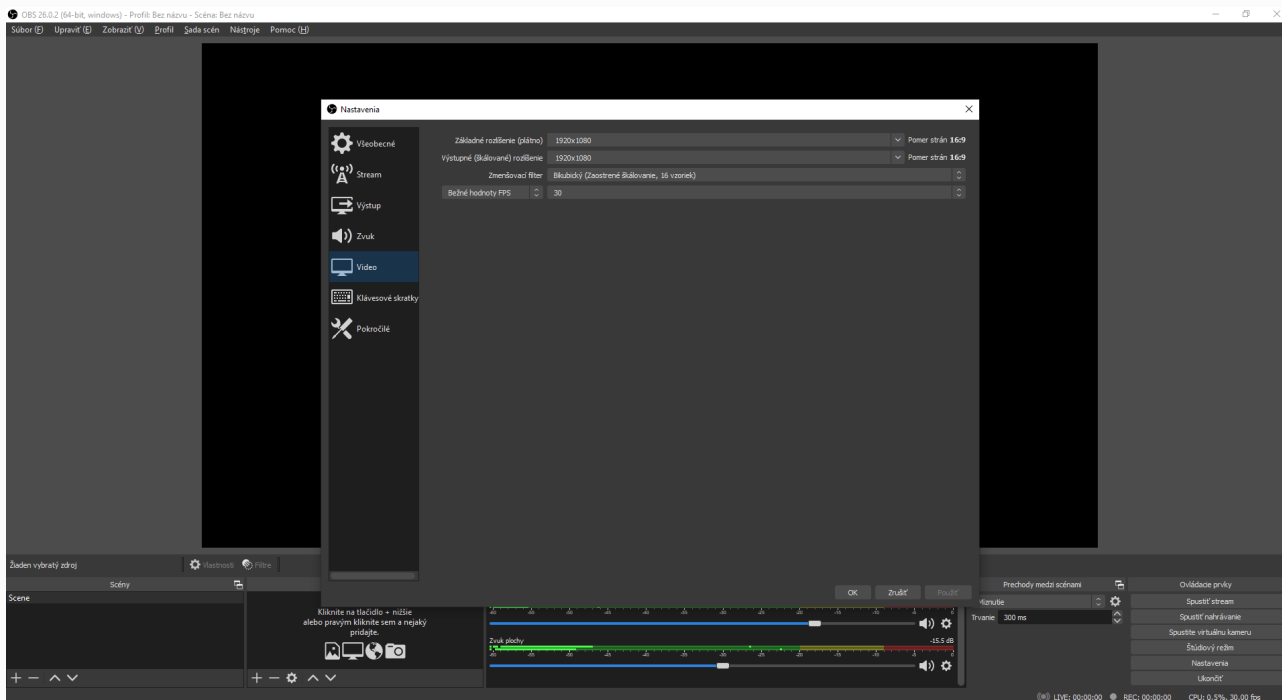 OBS 26.0.2 (64-bit, windows) - Profil: Bez názvu - Scéna: Bez názvu
Súbor (F) Upraviť (E) Zobraziť (V) Profil Sada scén Nástroje Pomoc (H)
Nastavenia
Všeobecné
Stream
Výstup
Zvuk
Video
Klávesové skratky
Pokročilé
Základné rozlíšenie (plátno) 1920x1080 Pomer strán 16:9
Výstupné (škálované) rozlíšenie 1920x1080 Pomer strán 16:9
Zmenšovací filter Bikubický (Zaostrené škálovanie, 16 vzoriek)
Bežné hodnoty FPS 30
OK Zrušiť Použiť
Žiaden vybratý zdroj Vlastnosti Filtre
Scény
Scene
Kliknite na tlačidlo + nižšie
alebo pravým kliknite sem a nejaký
pridajte.
Zvuk plochy -15.5 dB
Prechody medzi scénami
Trvanie 300 ms
Ovládacie prvky
Spustiť stream
Spustiť nahrávanie
Spustite virtuálnu kameru
Štúdiový režim
Nastavenia
Ukončiť
LIVE: 00:00:00 REC: 00:00:00 CPU: 0.5%, 30.00 fps